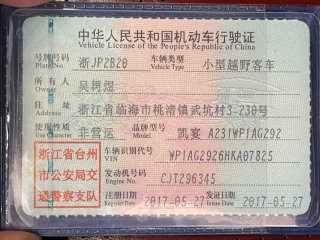 中华人民共和国机动车行驶证
Vehicle License of the People's Republic of China
号牌号码 浙JP2B20 车辆类型 小型越野客车
Plate No. Vehicle Type
所有人 吴再煜
Owner
住址 浙江省临海市桃渚镇武坑村3-230号
Address
使用性质 非营运 品牌型号 凯宴 A231WP1AG292
Use Character Model
浙江省台州 车辆识别代号 WP1AG2926HKA07825
VIN
市公安局交 发动机号码 CJT296345
Engine No.
通警察支队 注册日期 2017-05-27 发证日期 2017-05-27
Register Date Issue Date